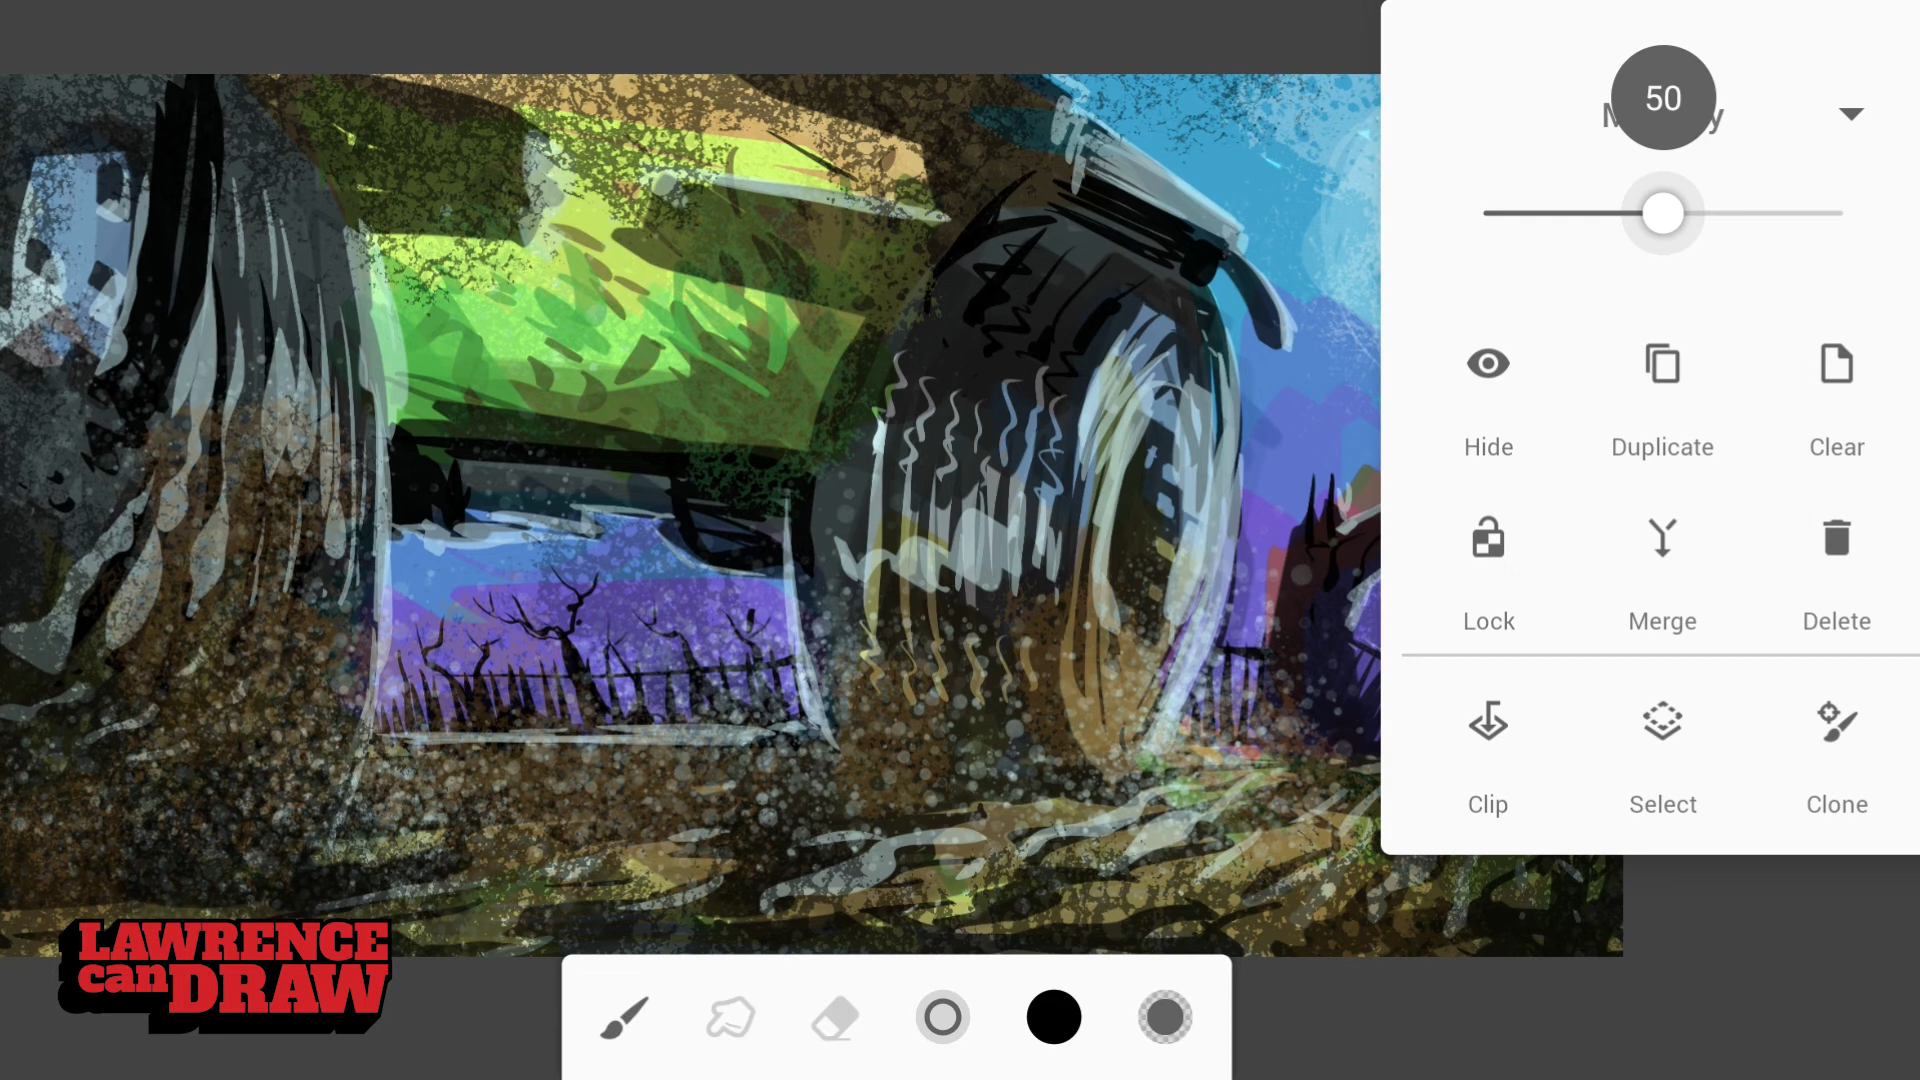 50
Hide
Duplicate
Clear
Lock
Merge
Delete
Clip
Select
Clone
LAWRENCE
can DRAW